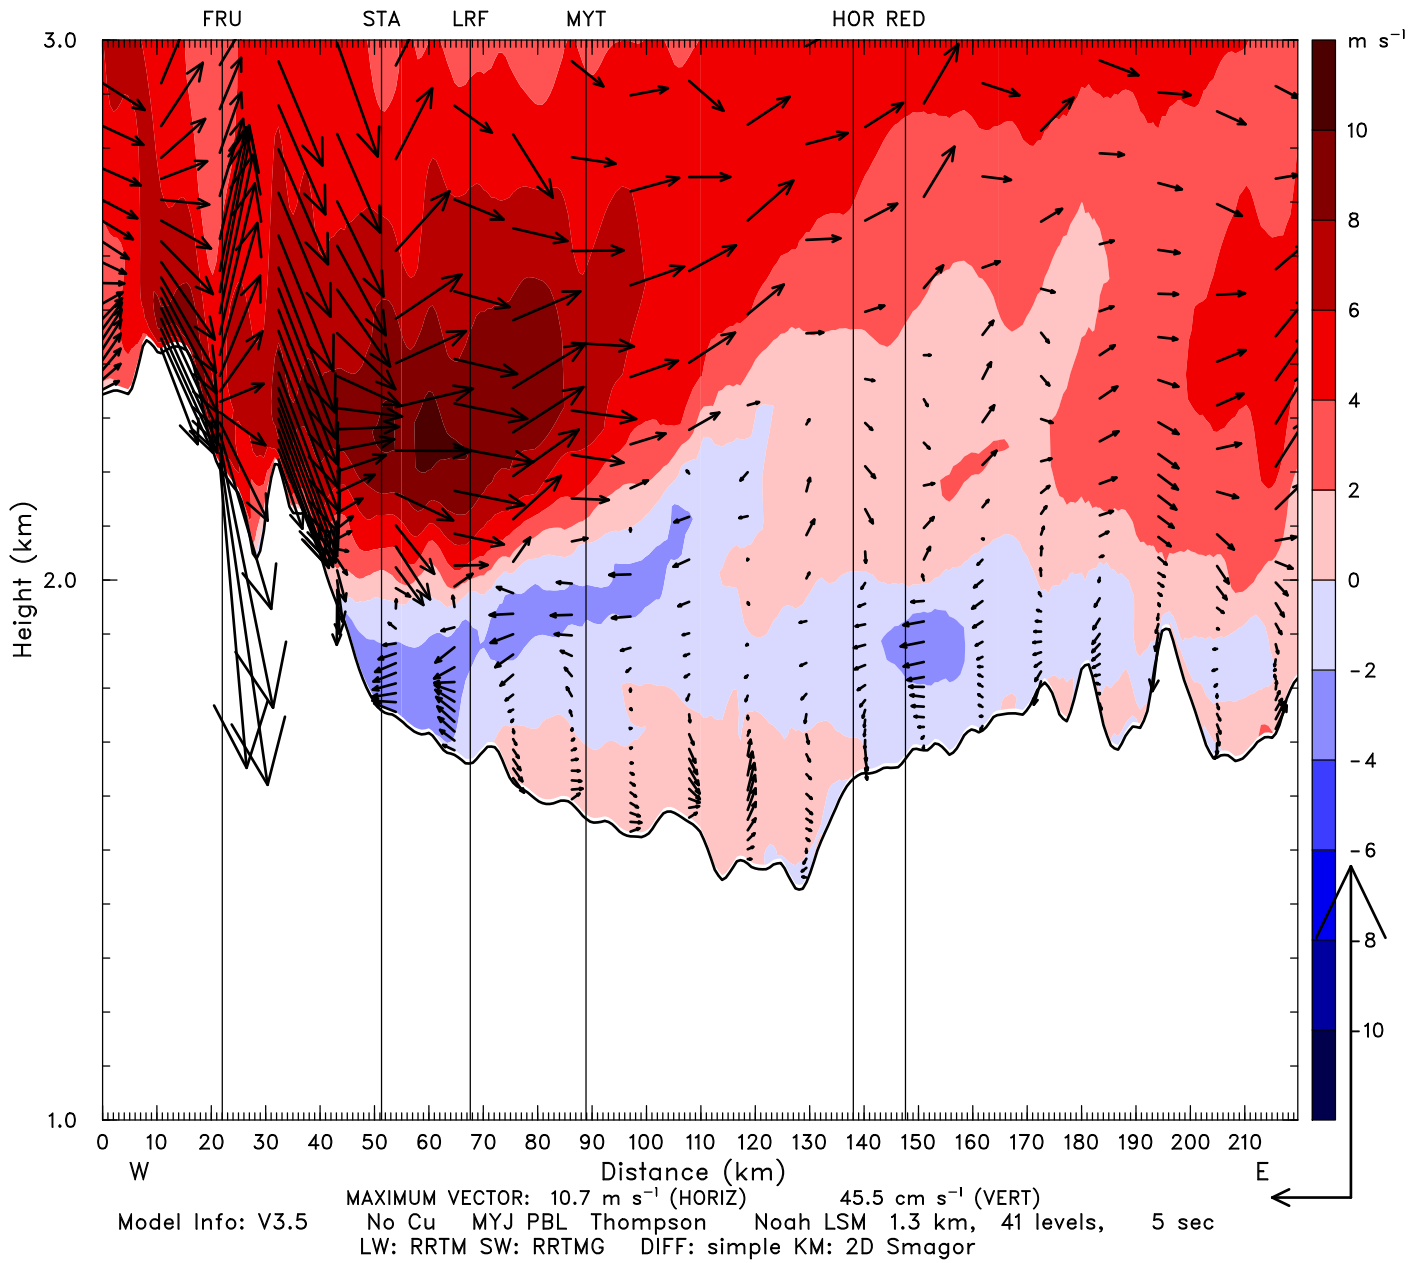 FRU STA LRF MYT HOR RED
3.0
m s⁻¹
10
8
6
4
2
2.0
0
-2
-4
-6
-8
-10
Height (km)
1.0
0 10 20 30 40 50 60 70 80 90 100 110 120 130 140 150 160 170 180 190 200 210
W Distance (km) E
MAXIMUM VECTOR: 10.7 m s⁻¹ (HORIZ) 45.5 cm s⁻¹ (VERT)
Model Info: V3.5 No Cu MYJ PBL Thompson Noah LSM 1.3 km, 41 levels, 5 sec
LW: RRTM SW: RRTMG DIFF: simple KM: 2D Smagor